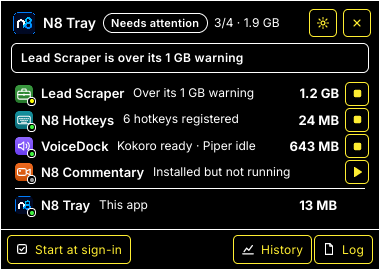 n8 N8 Tray Needs attention 3/4 · 1.9 GB
Lead Scraper is over its 1 GB warning
Lead Scraper Over its 1 GB warning 1.2 GB
N8 Hotkeys 6 hotkeys registered 24 MB
VoiceDock Kokoro ready · Piper idle 643 MB
N8 Commentary Installed but not running
n8 N8 Tray This app 13 MB
Start at sign-in History Log